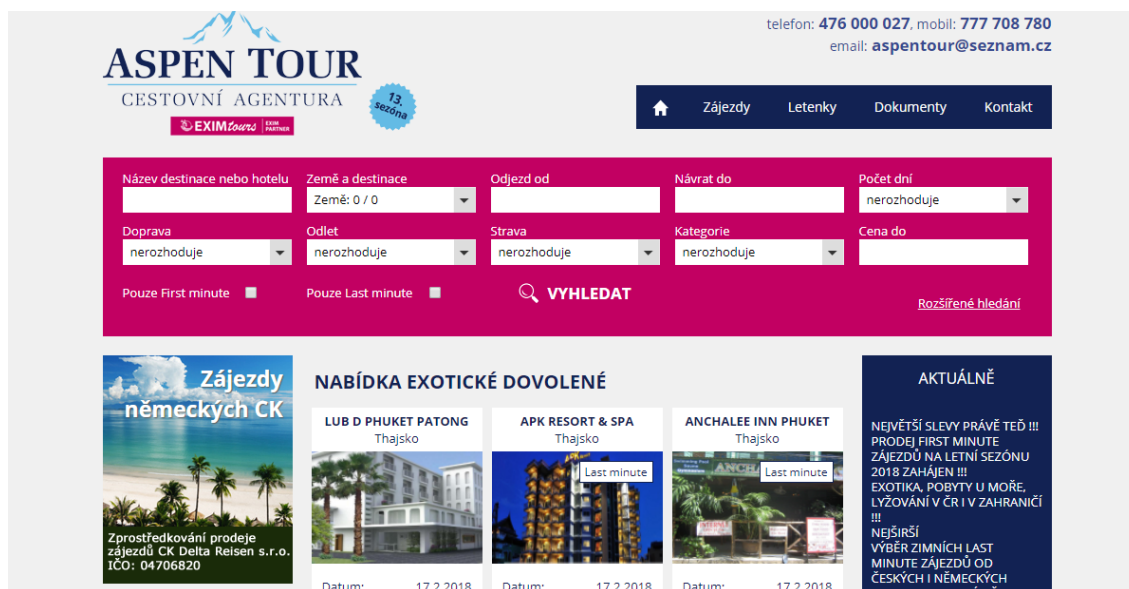 telefon: 476 000 027, mobil: 777 708 780
email: aspentour@seznam.cz
ASPEN TOUR
CESTOVNÍ AGENTURA
13.
sezóna
EXIMtours EXIM PARTNER
Zájezdy Letenky Dokumenty Kontakt
Název destinace nebo hotelu Země a destinace Odjezd od Návrat do Počet dní
Země: 0 / 0 nerozhoduje
Doprava Odlet Strava Kategorie Cena do
nerozhoduje nerozhoduje nerozhoduje nerozhoduje
Pouze First minute Pouze Last minute VYHLEDAT
Rozšířené hledání
Zájezdy
německých CK
Zprostředkování prodeje
zájezdů CK Delta Reisen s.r.o.
IČO: 04706820
NABÍDKA EXOTICKÉ DOVOLENÉ
LUB D PHUKET PATONG
Thajsko
Datum: 17.2.2018
APK RESORT & SPA
Thajsko
Last minute
Datum: 17.2.2018
ANCHALEE INN PHUKET
Thajsko
Last minute
Datum: 17.2.2018
AKTUÁLNĚ
NEJVĚTŠÍ SLEVY PRÁVĚ TEĎ !!!
PRODEJ FIRST MINUTE
ZÁJEZDŮ NA LETNÍ SEZÓNU
2018 ZAHÁJEN !!!
EXOTIKA, POBYTY U MOŘE,
LYŽOVÁNÍ V ČR I V ZAHRANIČÍ
!!!
NEJŠIRŠÍ
VÝBĚR ZIMNÍCH LAST
MINUTE ZÁJEZDŮ OD
ČESKÝCH I NĚMECKÝCH